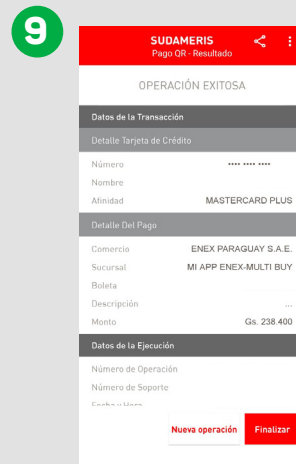 9
SUDAMERIS
Pago QR - Resultado
OPERACIÓN EXITOSA
Datos de la Transacción
Detalle Tarjeta de Crédito
Número •••• •••• ••••
Nombre
Afinidad MASTERCARD PLUS
Detalle Del Pago
Comercio ENEX PARAGUAY S.A.E.
Sucursal MI APP ENEX-MULTI BUY
Boleta
Descripción ...
Monto Gs. 238.400
Datos de la Ejecución
Número de Operación
Número de Soporte
Fecha y Hora
Nueva operación Finalizar